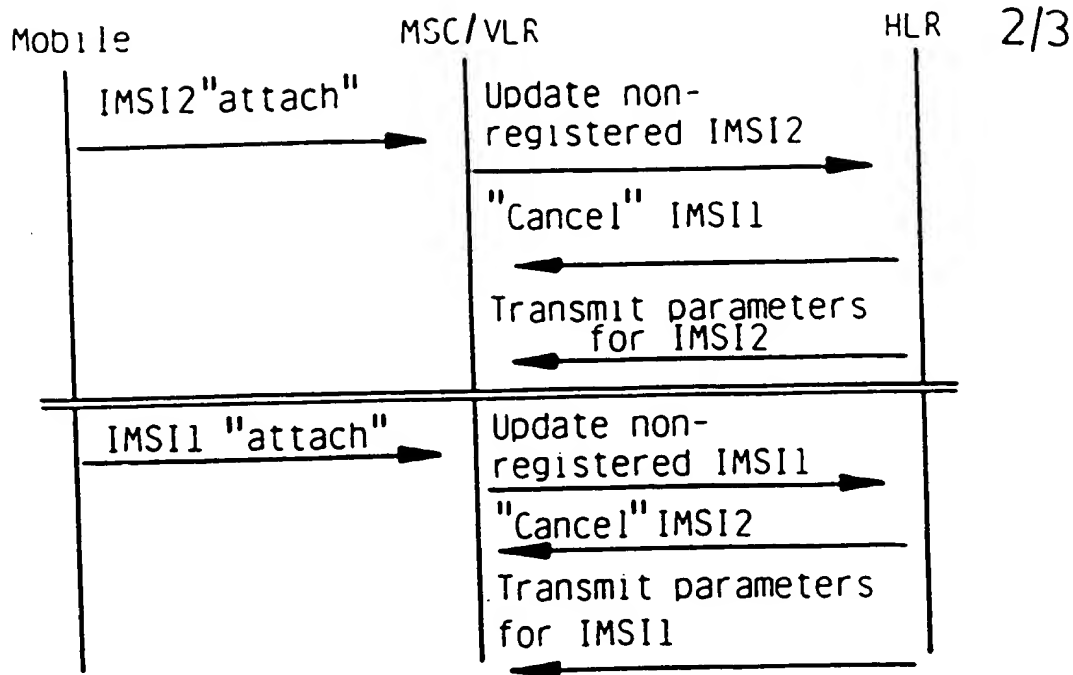 Mobile MSC/VLR HLR 2/3
IMSI2 "attach"
Update non-
registered IMSI2
"Cancel" IMSI1
Transmit parameters
for IMSI2
IMSI1 "attach"
Update non-
registered IMSI1
"Cancel" IMSI2
Transmit parameters
for IMSI1